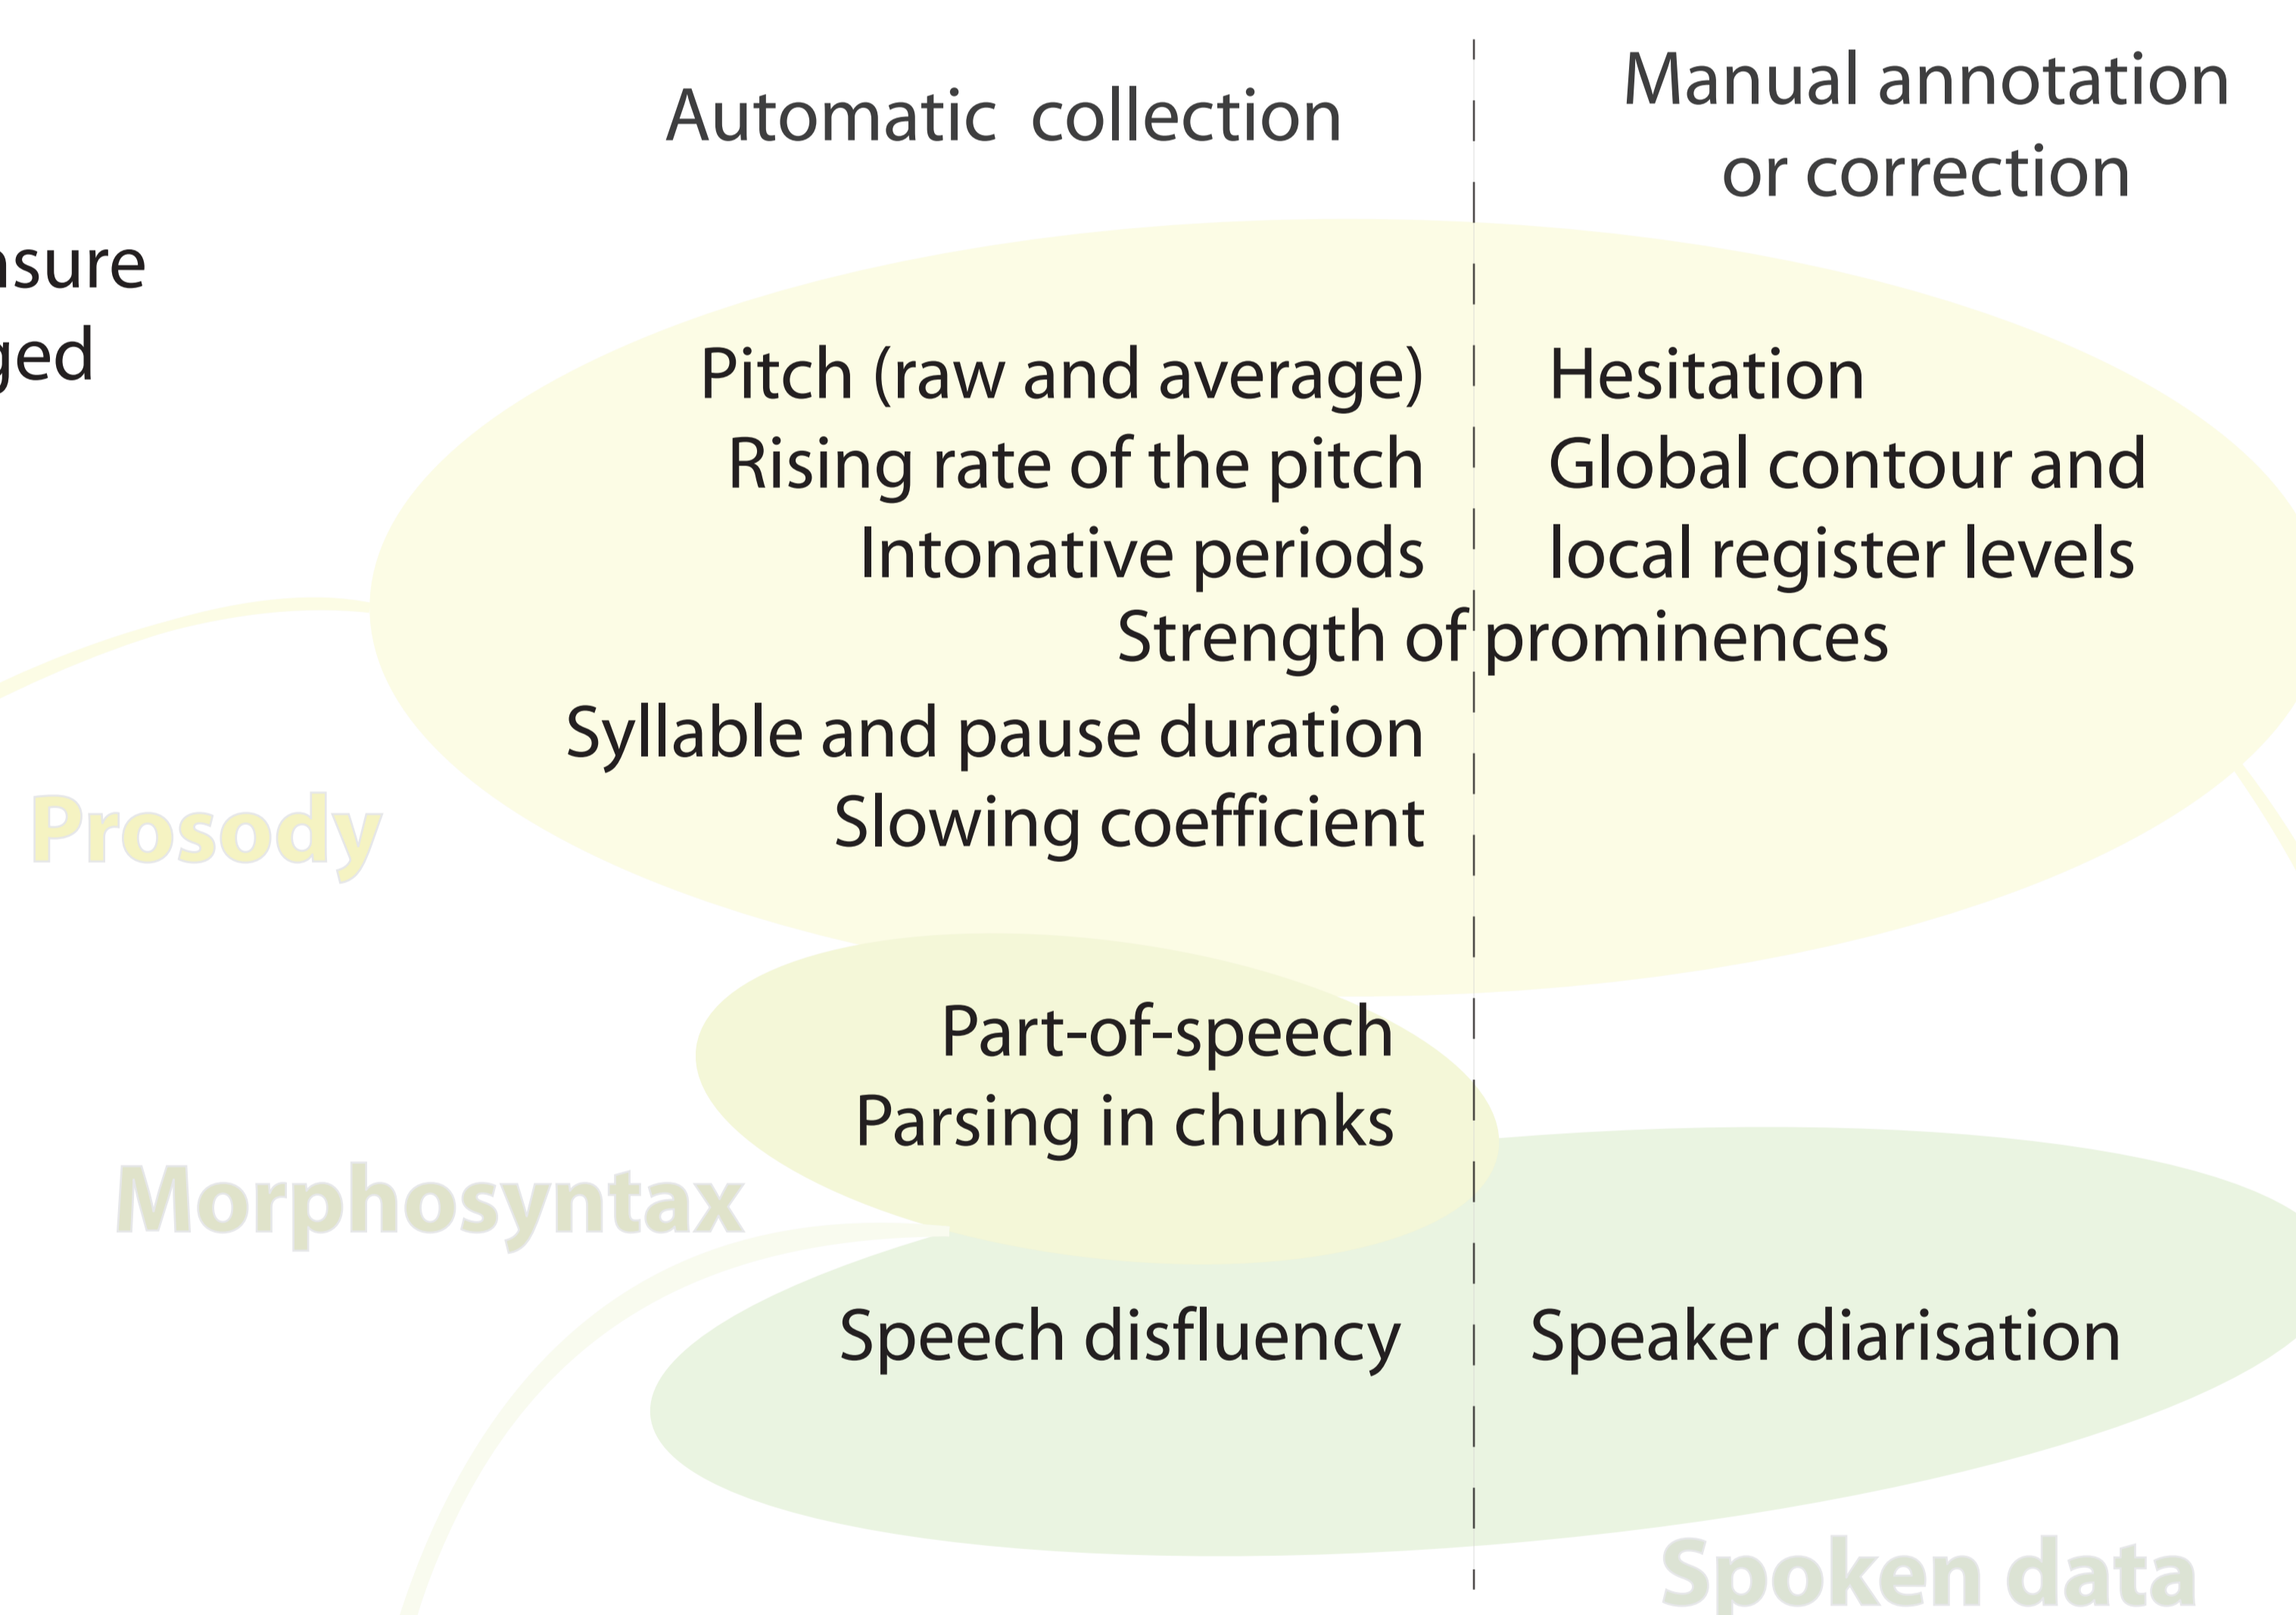 Automatic collection
Manual annotation
or correction
Pitch (raw and average)
Rising rate of the pitch
Intonative periods
Hesitation
Global contour and
local register levels
Strength of prominences
Syllable and pause duration
Slowing coefficient
Prosody
Part-of-speech
Parsing in chunks
Morphosyntax
Speech disfluency
Speaker diarisation
Spoken data